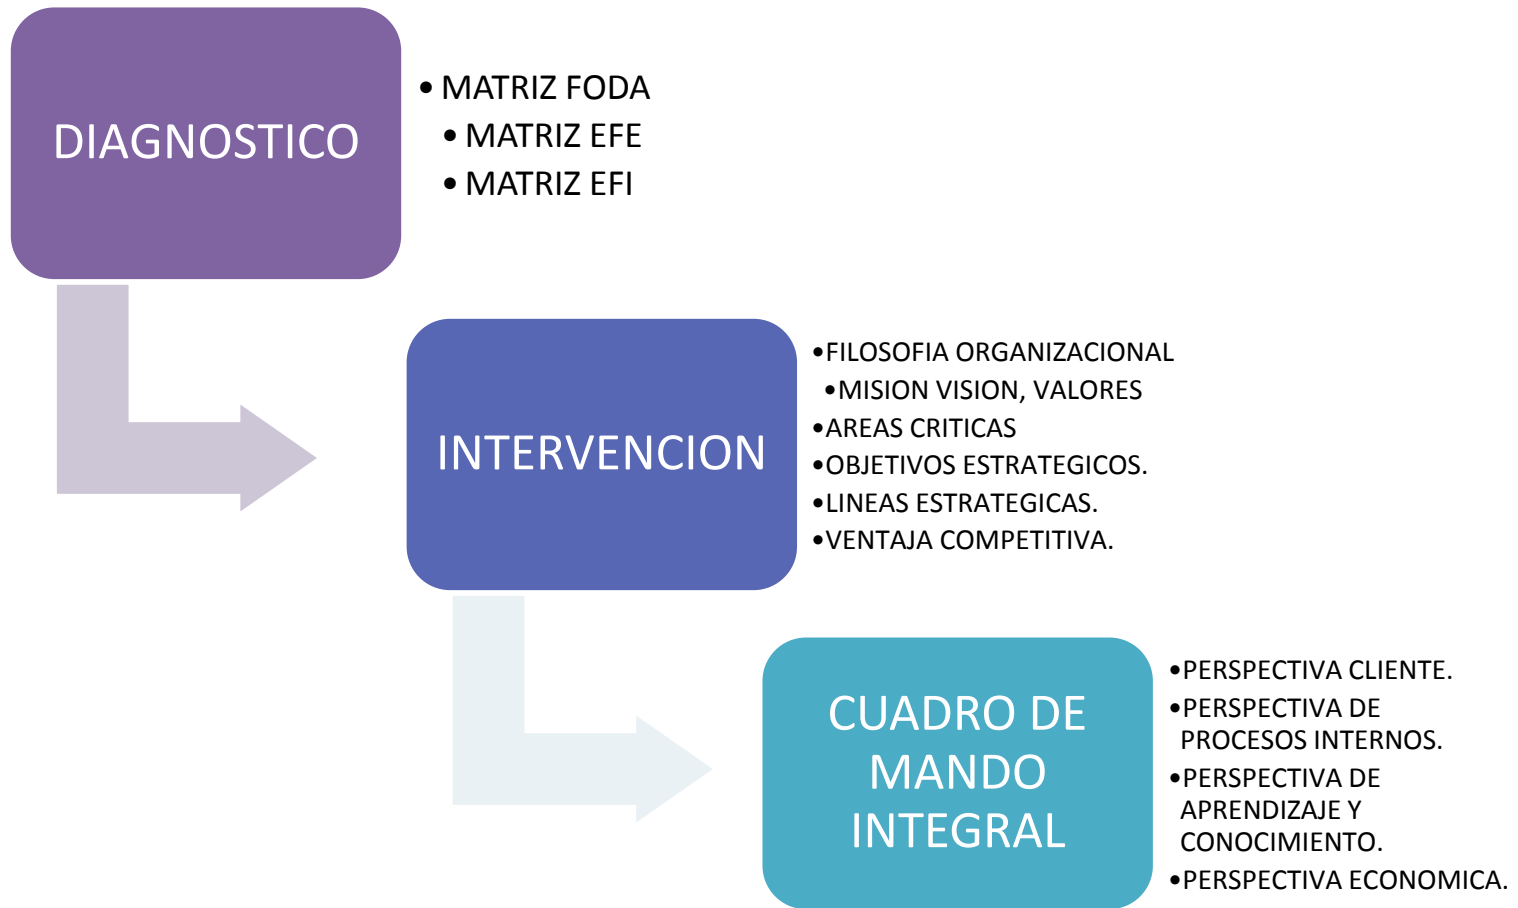 DIAGNOSTICO
• MATRIZ FODA
• MATRIZ EFE
• MATRIZ EFI
INTERVENCION
•FILOSOFIA ORGANIZACIONAL
•MISION VISION, VALORES
•AREAS CRITICAS
•OBJETIVOS ESTRATEGICOS.
•LINEAS ESTRATEGICAS.
•VENTAJA COMPETITIVA.
CUADRO DE
MANDO
INTEGRAL
•PERSPECTIVA CLIENTE.
•PERSPECTIVA DE
PROCESOS INTERNOS.
•PERSPECTIVA DE
APRENDIZAJE Y
CONOCIMIENTO.
•PERSPECTIVA ECONOMICA.